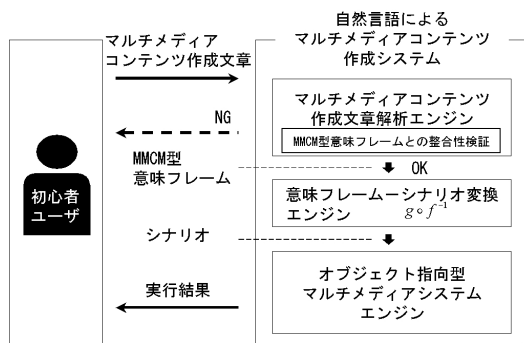 自然言語による
マルチメディアコンテンツ
作成システム
マルチメディア
コンテンツ作成文章
NG
MMCM型
意味フレーム
シナリオ
実行結果
初心者
ユーザ
マルチメディアコンテンツ
作成文章解析エンジン
MMCM型意味フレームとの整合性検証
OK
意味フレームーシナリオ変換
エンジン g∘f⁻¹
オブジェクト指向型
マルチメディアシステム
エンジン